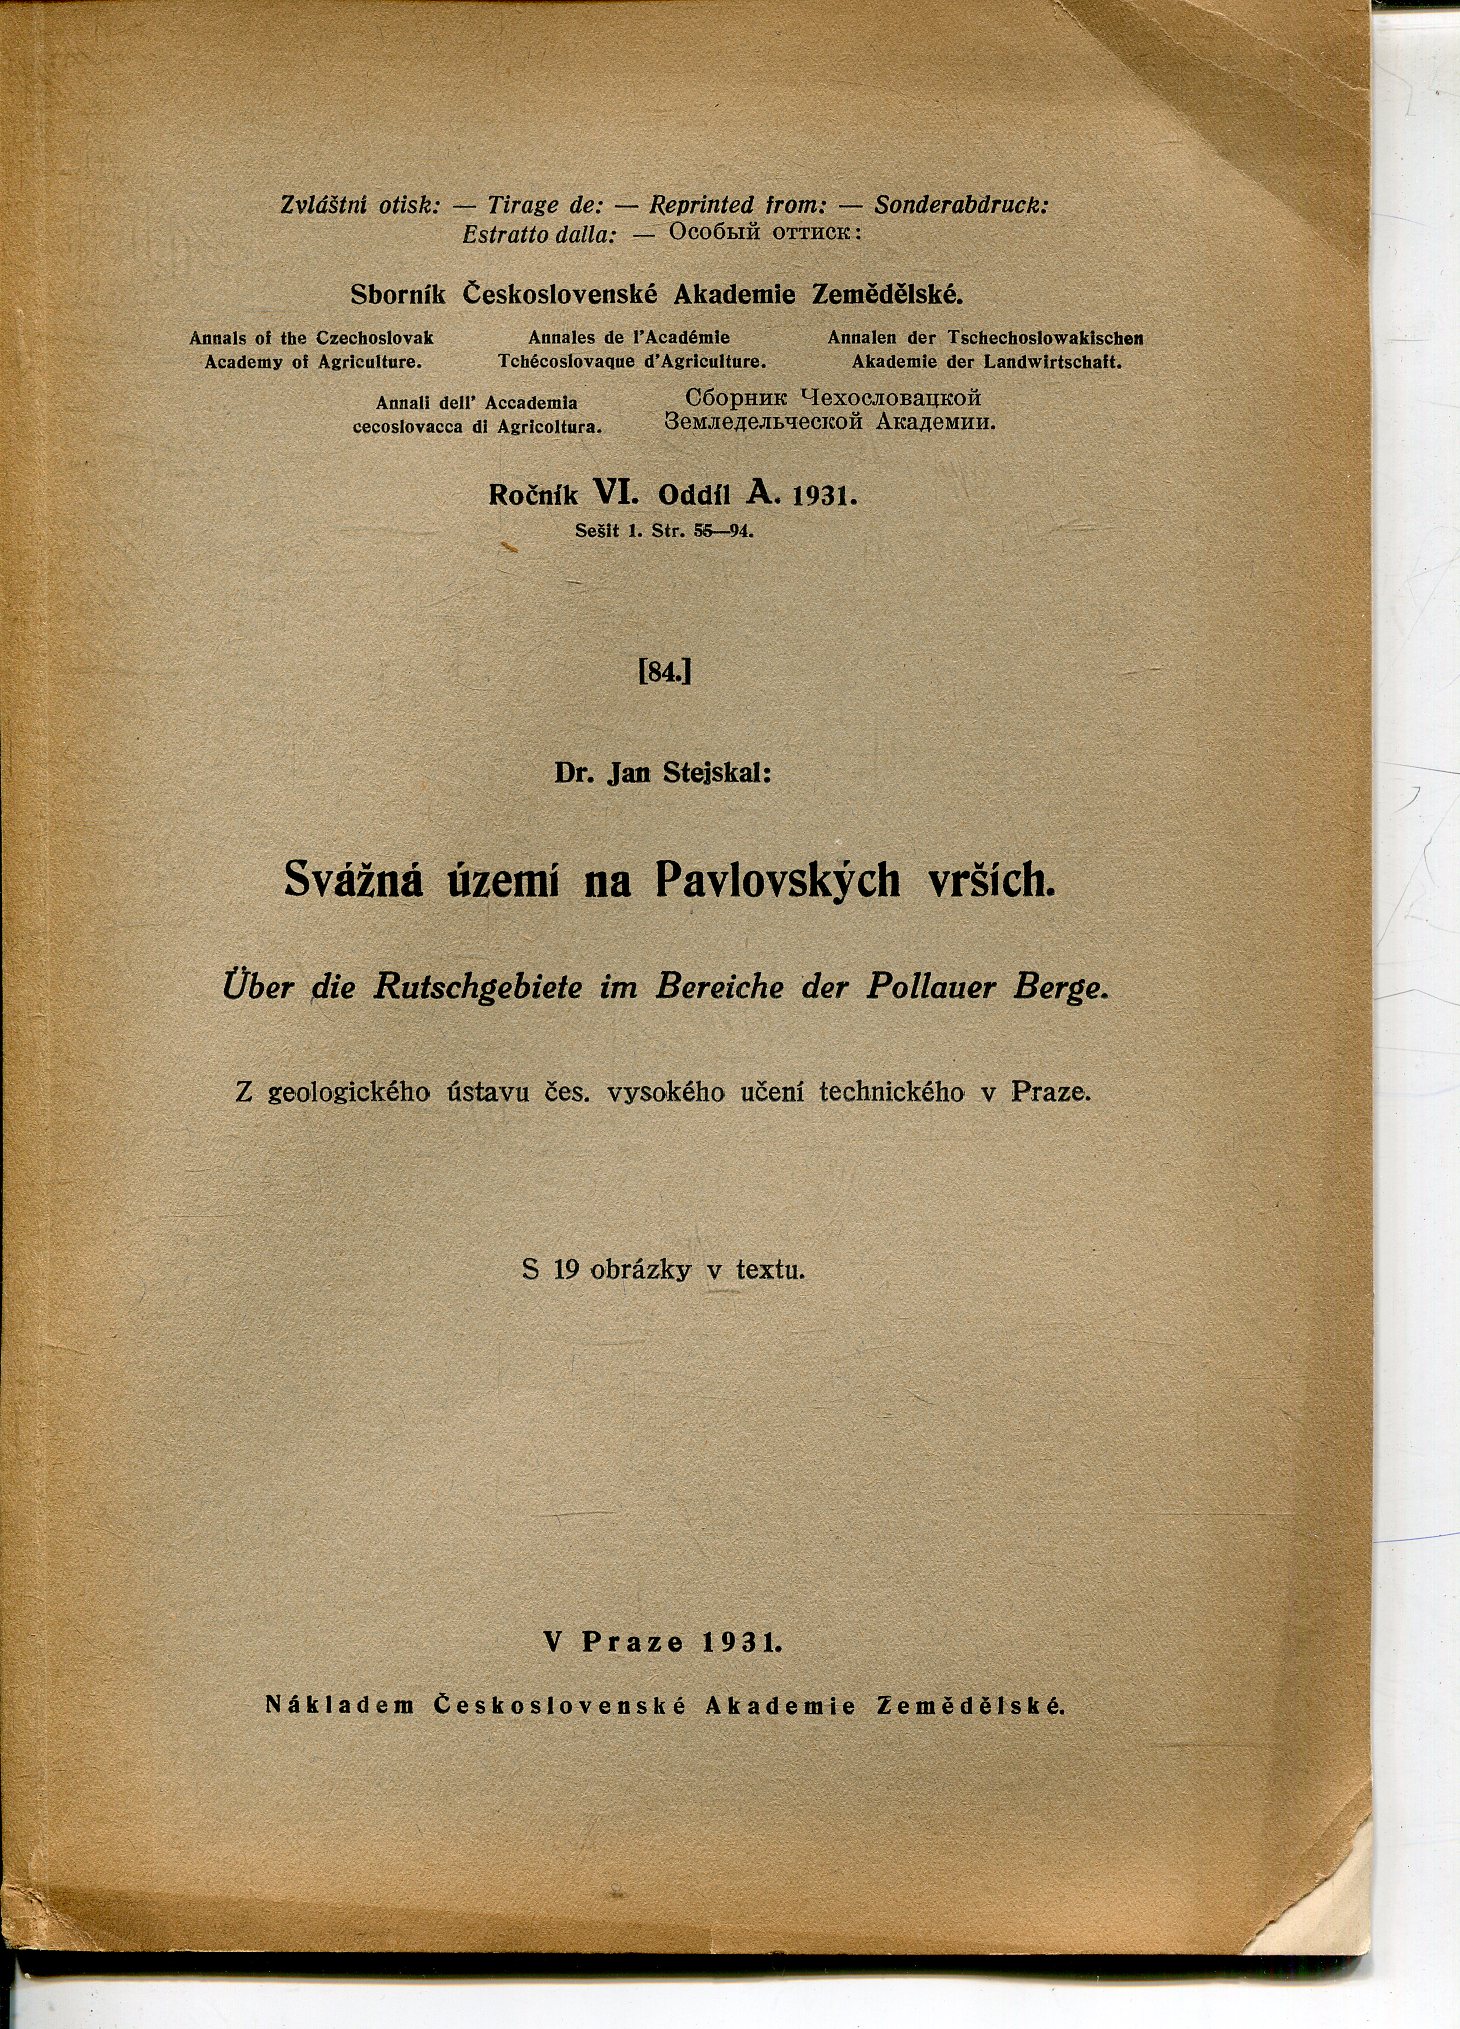 Zvláštní otisk: — Tirage de: — Reprinted from: — Sonderabdruck:
Estratto dalla: — Особый оттиск:
Sborník Československé Akademie Zemědělské.
Annals of the Czechoslovak
Academy of Agriculture.
Annales de l'Académie
Tchécoslovaque d'Agriculture.
Annalen der Tschechoslowakischen
Akademie der Landwirtschaft.
Annali dell' Accademia
cecoslovacca di Agricoltura.
Сборник Чехословацкой
Земледельческой Академии.
Ročník VI. Oddíl A. 1931.
Sešit 1. Str. 55—94.
[84.]
Dr. Jan Stejskal:
Svážná území na Pavlovských vrších.
Über die Rutschgebiete im Bereiche der Pollauer Berge.
Z geologického ústavu čes. vysokého učení technického v Praze.
S 19 obrázky v textu.
V Praze 1931.
Nákladem Československé Akademie Zemědělské.